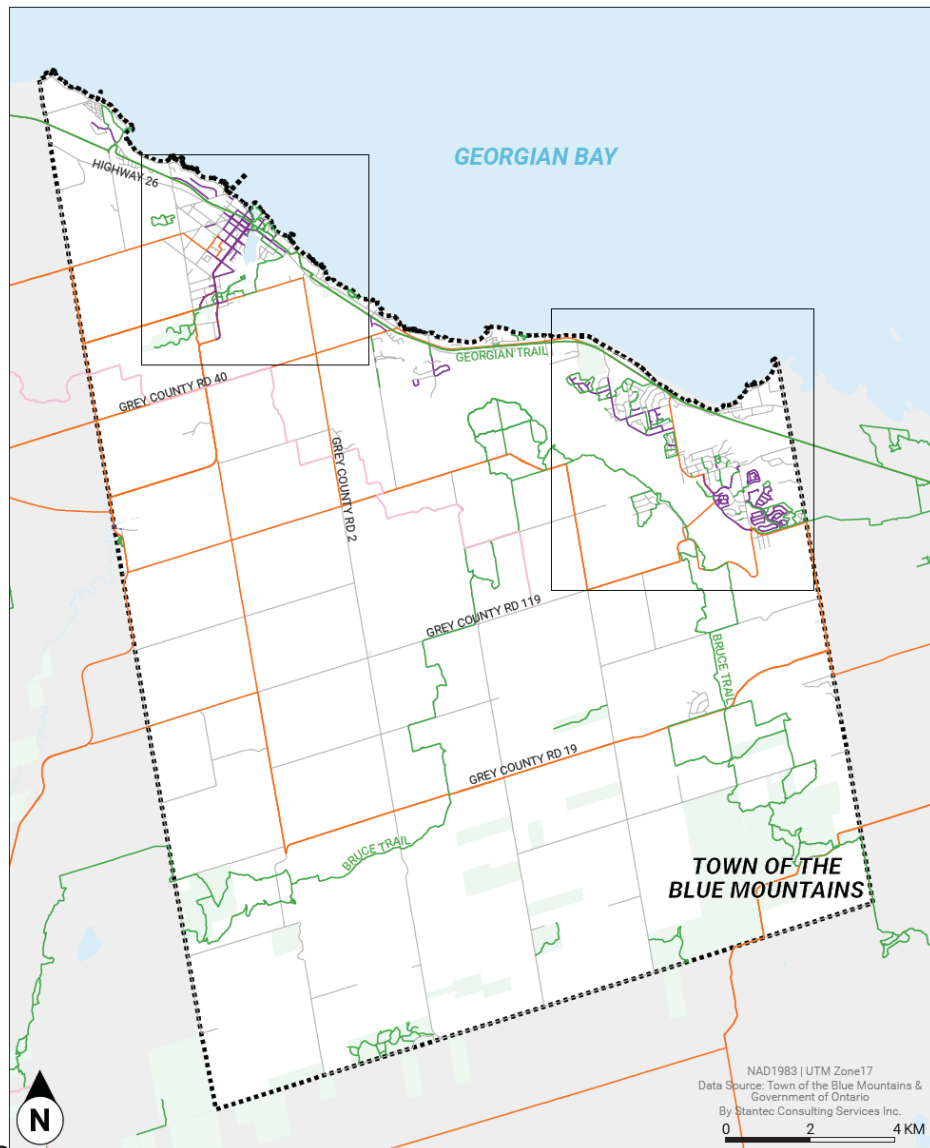 GEORGIAN BAY
HIGHWAY 26
GEORGIAN TRAIL
GREY COUNTY RD 40
GREY COUNTY RD 2
GREY COUNTY RD 119
BRUCE TRAIL
GREY COUNTY RD 19
BRUCE TRAIL
TOWN OF THE
BLUE MOUNTAINS
NAD1983 | UTM Zone17
Data Source: Town of the Blue Mountains &
Government of Ontario
By Stantec Consulting Services Inc.
0 2 4 KM
N